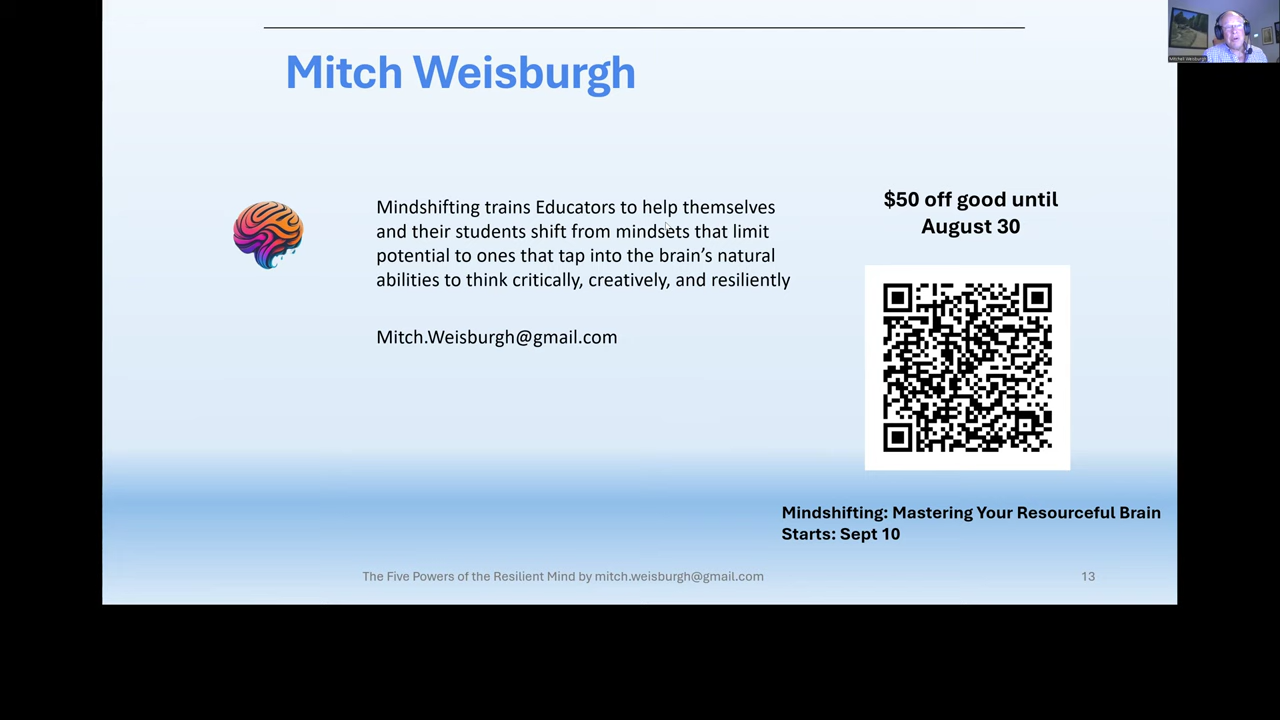 Mitch Weisburgh
Mindshifting trains Educators to help themselves
and their students shift from mindsets that limit
potential to ones that tap into the brain’s natural
abilities to think critically, creatively, and resiliently
Mitch.Weisburgh@gmail.com
$50 off good until
August 30
Mindshifting: Mastering Your Resourceful Brain
Starts: Sept 10
The Five Powers of the Resilient Mind by mitch.weisburgh@gmail.com
13